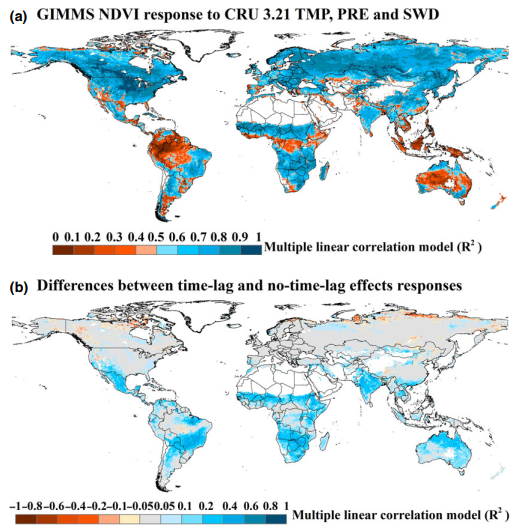 (a) GIMMS NDVI response to CRU 3.21 TMP, PRE and SWD
0 0.1 0.2 0.3 0.4 0.5 0.6 0.7 0.8 0.9 1 Multiple linear correlation model (R²)
(b) Differences between time-lag and no-time-lag effects responses
−1−0.8−0.6−0.4−0.2−0.1−0.050.05 0.1 0.2 0.4 0.6 0.8 1 Multiple linear correlation model (R²)